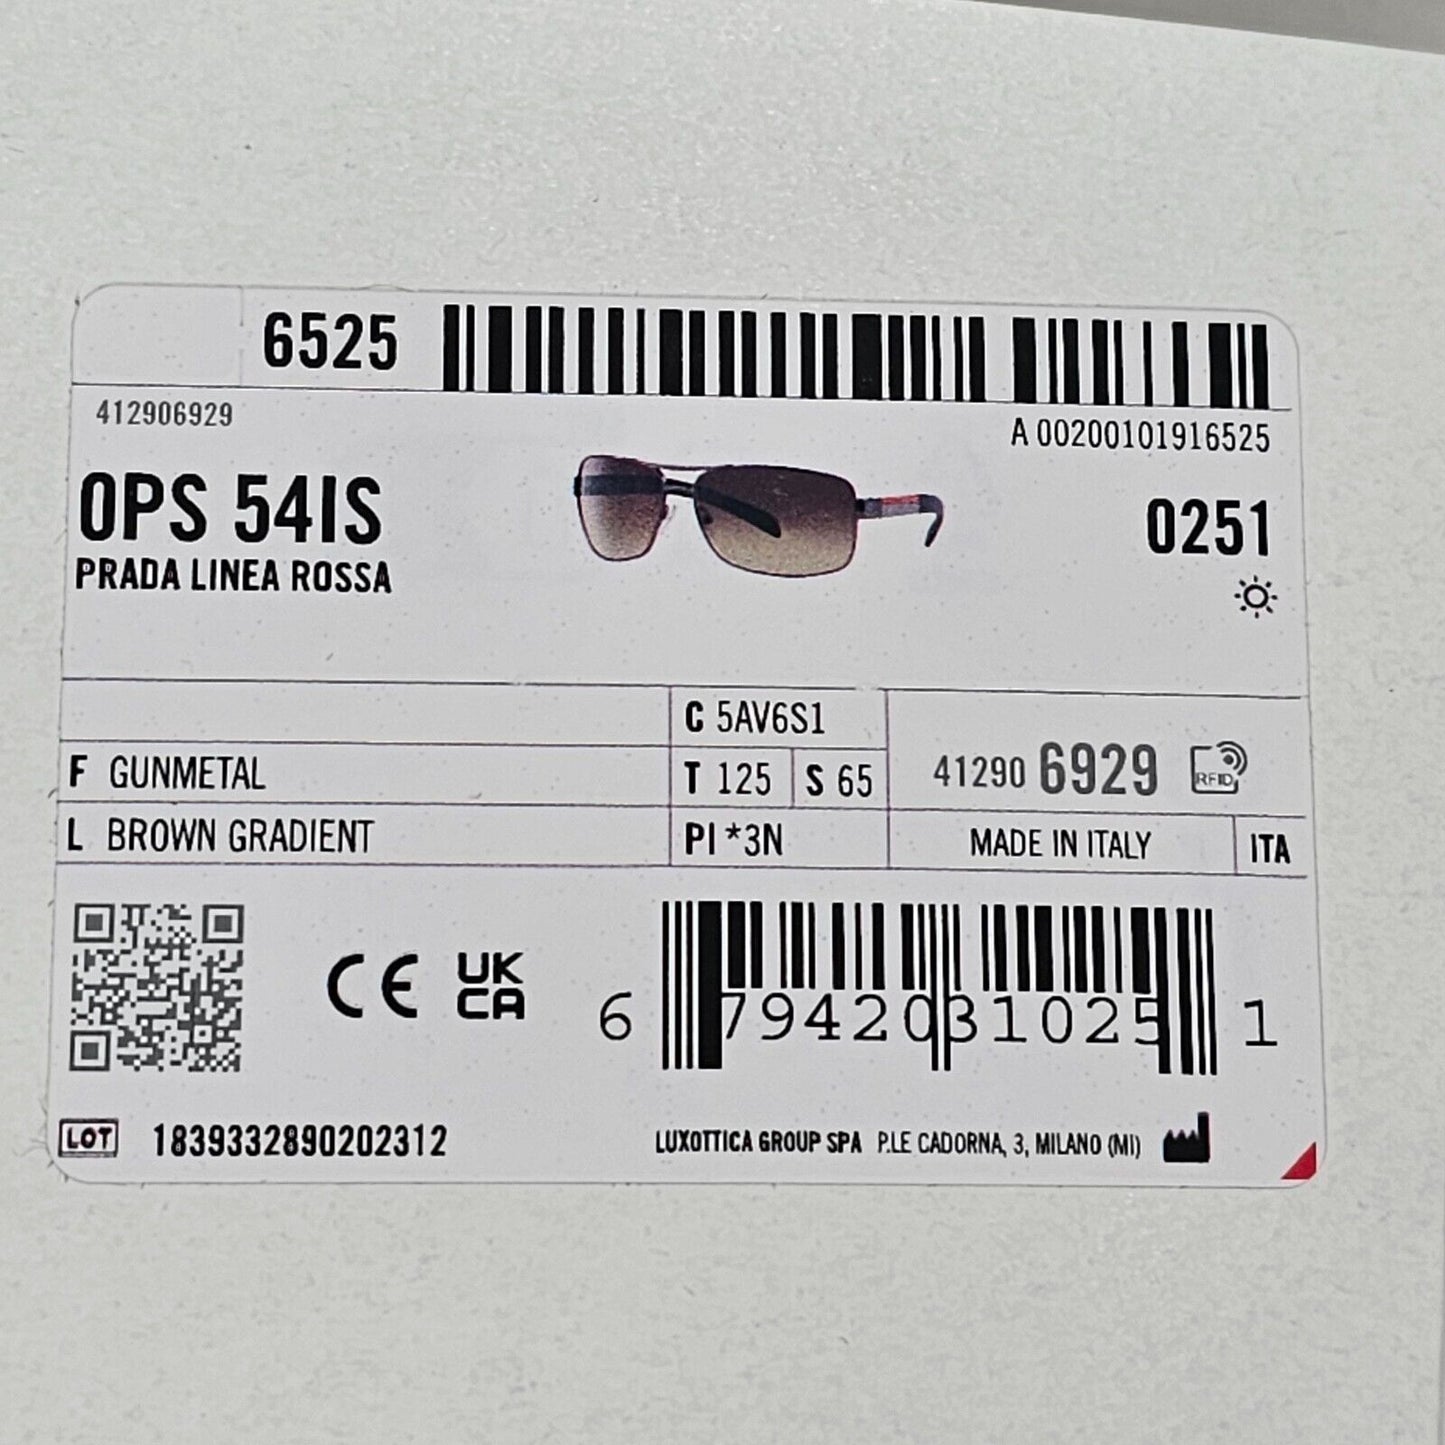 6525
412906929
A 00200101916525
0PS 54IS
0251
PRADA LINEA ROSSA
C 5AV6S1
F GUNMETAL
T 125
S 65
41290 6929
RFID
L BROWN GRADIENT
PI *3N
MADE IN ITALY
ITA
CE
UK
CA
6 79420 31025 1
LOT 1839332890202312
LUXOTTICA GROUP SPA P.LE CADORNA, 3, MILANO (MI)